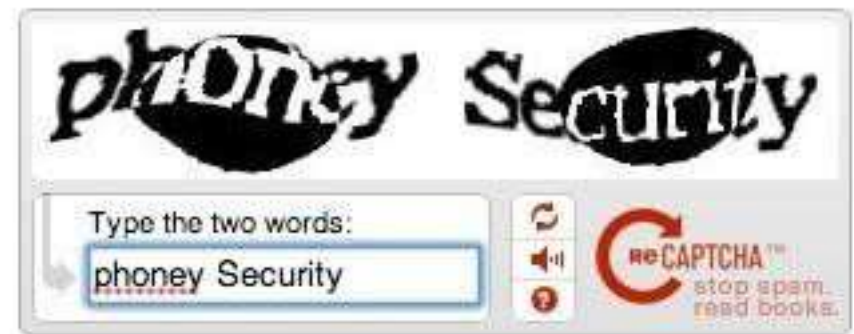 phoney Security
Type the two words:
phoney Security
ReCAPTCHA™
stop spam.
read books.